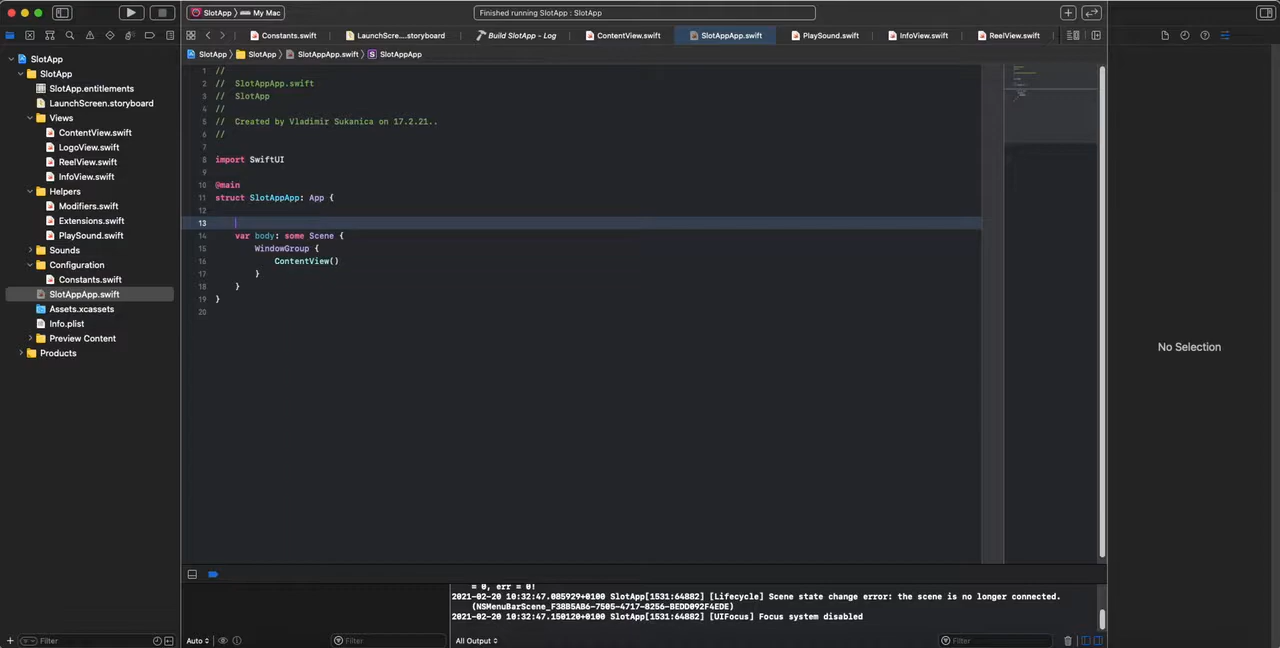 SlotApp 〉 My Mac
Finished running SlotApp : SlotApp
Constants.swift
LaunchScre....storyboard
Build SlotApp - Log
ContentView.swift
SlotAppApp.swift
PlaySound.swift
InfoView.swift
ReelView.swift
SlotApp 〉 SlotApp 〉 SlotAppApp.swift 〉 S SlotAppApp
SlotApp
SlotApp
SlotApp.entitlements
LaunchScreen.storyboard
Views
ContentView.swift
LogoView.swift
ReelView.swift
InfoView.swift
Helpers
Modifiers.swift
Extensions.swift
PlaySound.swift
Sounds
Configuration
Constants.swift
SlotAppApp.swift
Assets.xcassets
Info.plist
Preview Content
Products
1 //
2 // SlotAppApp.swift
3 // SlotApp
4 //
5 // Created by Vladimir Sukanica on 17.2.21..
6 //
7
8 import SwiftUI
9
10 @main
11 struct SlotAppApp: App {
12
13
14 var body: some Scene {
15 WindowGroup {
16 ContentView()
17 }
18 }
19 }
20
No Selection
= 0, err = 0!
2021-02-20 10:32:47.085929+0100 SlotApp[1531:64882] [Lifecycle] Scene state change error: the scene is no longer connected.
(NSMenuBarScene_F38B5AB6-7505-4717-8256-BEDD092F4EDE)
2021-02-20 10:32:47.150120+0100 SlotApp[1531:64882] [UIFocus] Focus system disabled
Filter
Auto
Filter
All Output
Filter